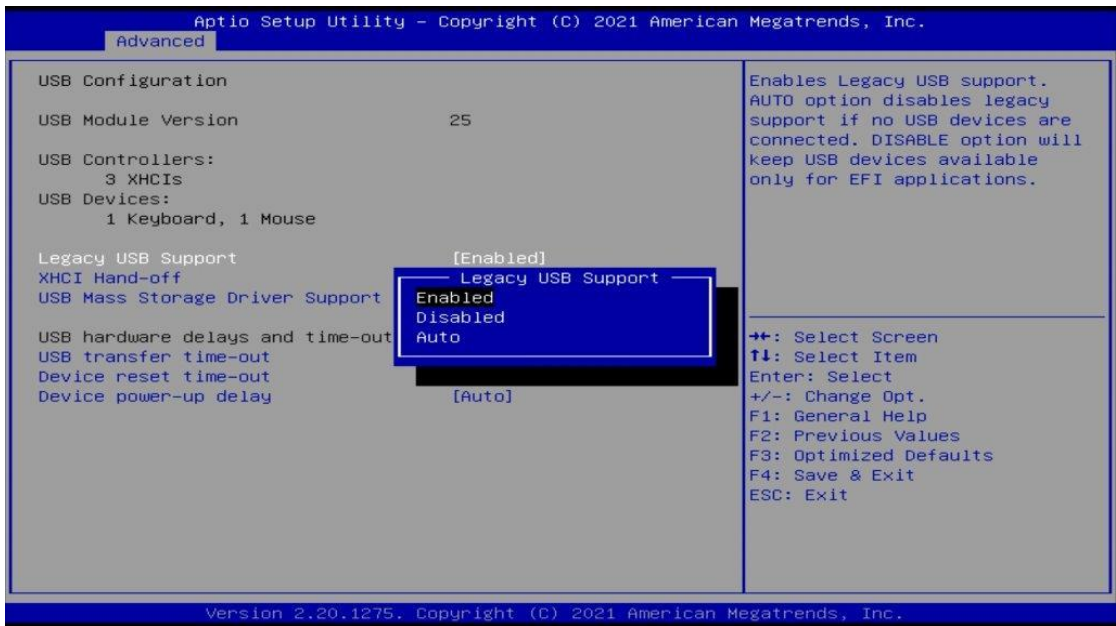 Aptio Setup Utility – Copyright (C) 2021 American Megatrends, Inc.
Advanced
USB Configuration
USB Module Version 25
USB Controllers:
3 XHCIs
USB Devices:
1 Keyboard, 1 Mouse
Legacy USB Support [Enabled]
XHCI Hand-off
USB Mass Storage Driver Support
USB hardware delays and time-out
USB transfer time-out
Device reset time-out
Device power-up delay [Auto]
Legacy USB Support
Enabled
Disabled
Auto
Enables Legacy USB support.
AUTO option disables legacy
support if no USB devices are
connected. DISABLE option will
keep USB devices available
only for EFI applications.
→←: Select Screen
↑↓: Select Item
Enter: Select
+/-: Change Opt.
F1: General Help
F2: Previous Values
F3: Optimized Defaults
F4: Save & Exit
ESC: Exit
Version 2.20.1275. Copyright (C) 2021 American Megatrends, Inc.